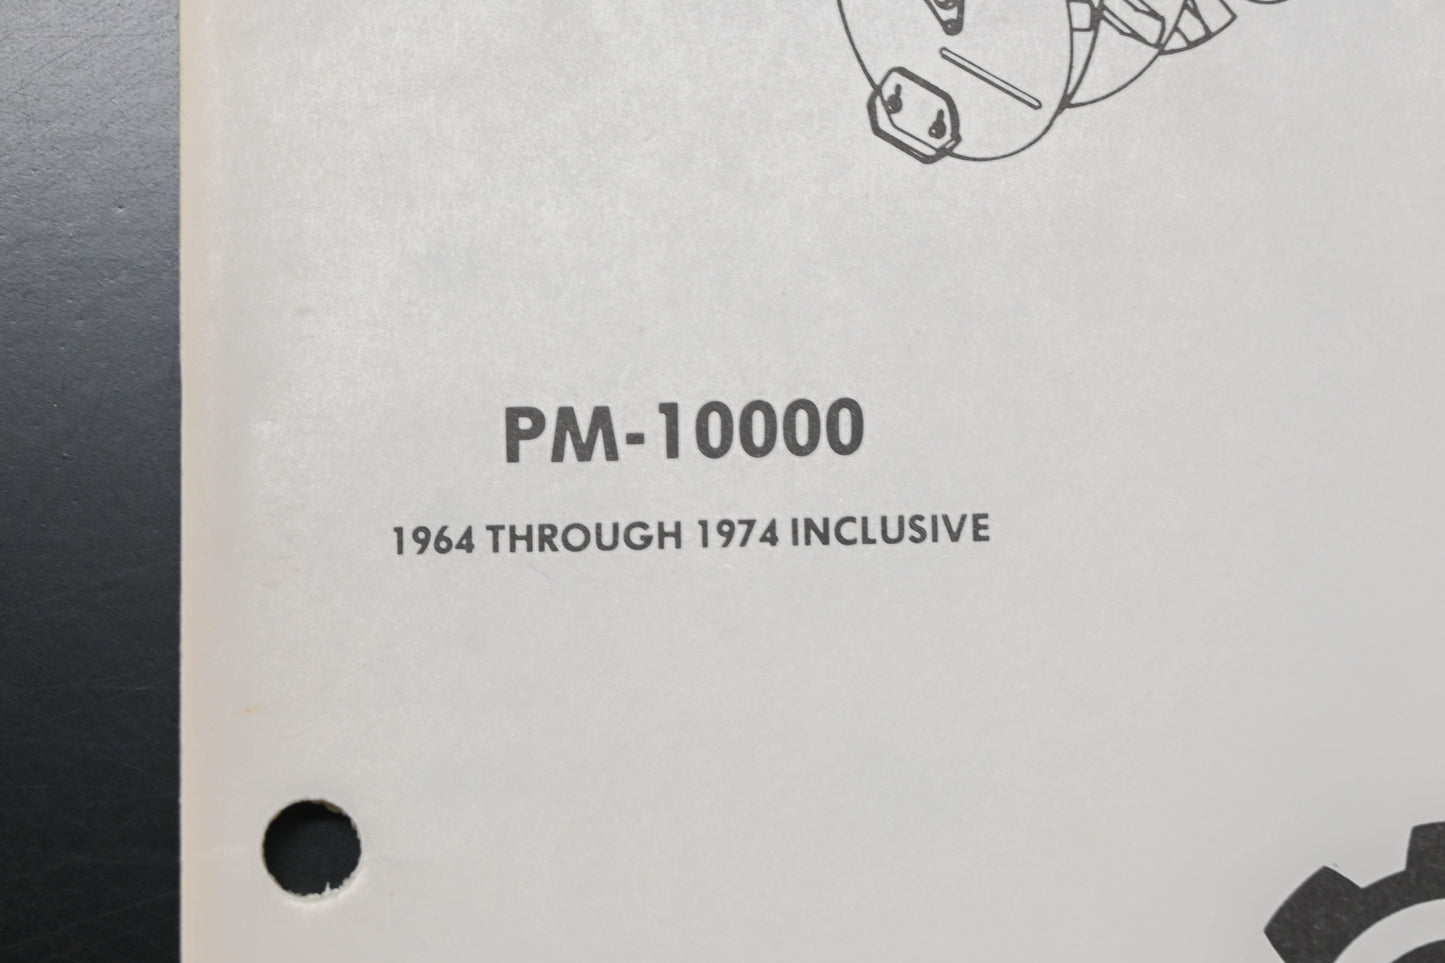 PM-10000
1964 THROUGH 1974 INCLUSIVE